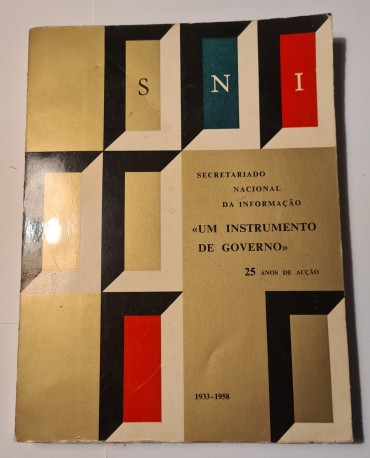 S N I
SECRETARIADO
NACIONAL
DA INFORMAÇÃO
«UM INSTRUMENTO
DE GOVERNO»
25 ANOS DE ACÇÃO
1933-1958